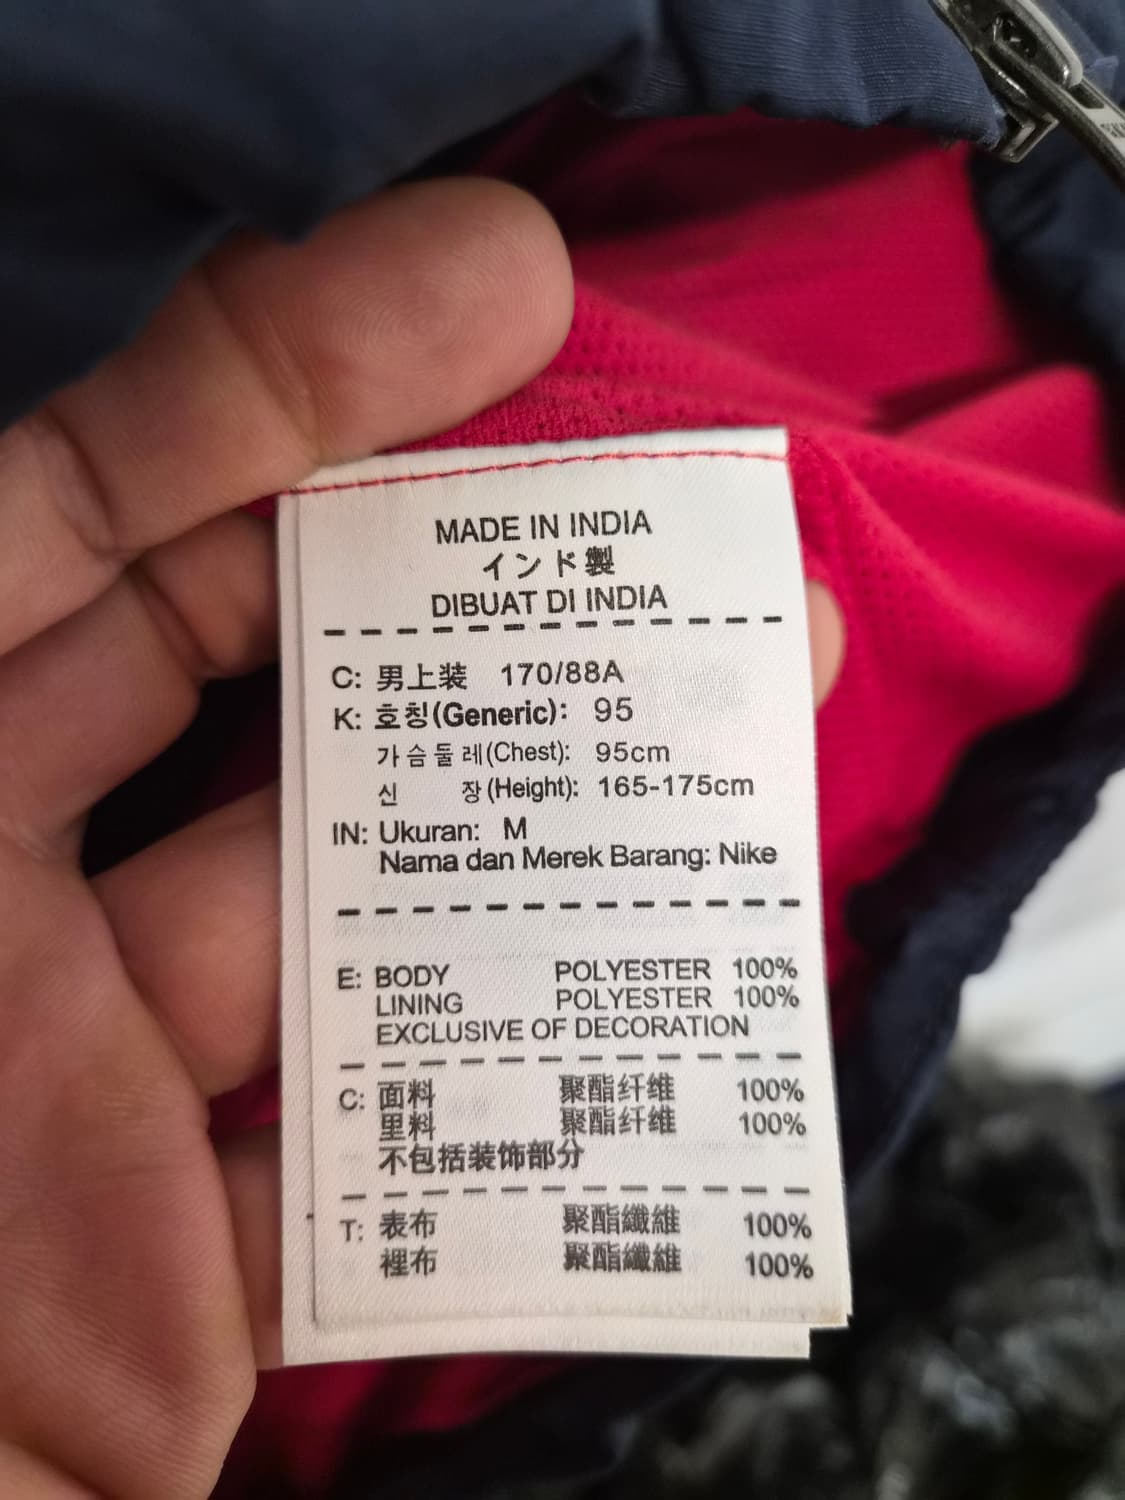 MADE IN INDIA
インド製
DIBUAT DI INDIA
C: 男上装 170/88A
K: 호칭(Generic): 95
가슴둘레(Chest): 95cm
신 장(Height): 165-175cm
IN: Ukuran: M
Nama dan Merek Barang: Nike
E: BODY POLYESTER 100%
LINING POLYESTER 100%
EXCLUSIVE OF DECORATION
C: 面料 聚酯纤维 100%
里料 聚酯纤维 100%
不包括装饰部分
T: 表布 聚酯纖維 100%
裡布 聚酯纖維 100%